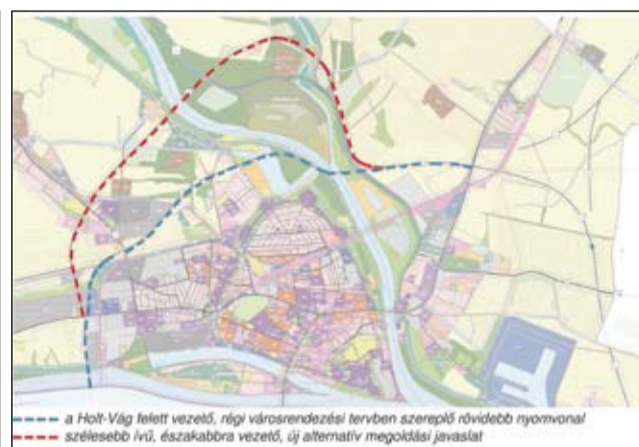 a Holt-Vág felett vezető, régi városrendezési tervben szereplő rövidebb nyomvonal
szélesebb ívű, északabbra vezető, új alternatív megoldási javaslat